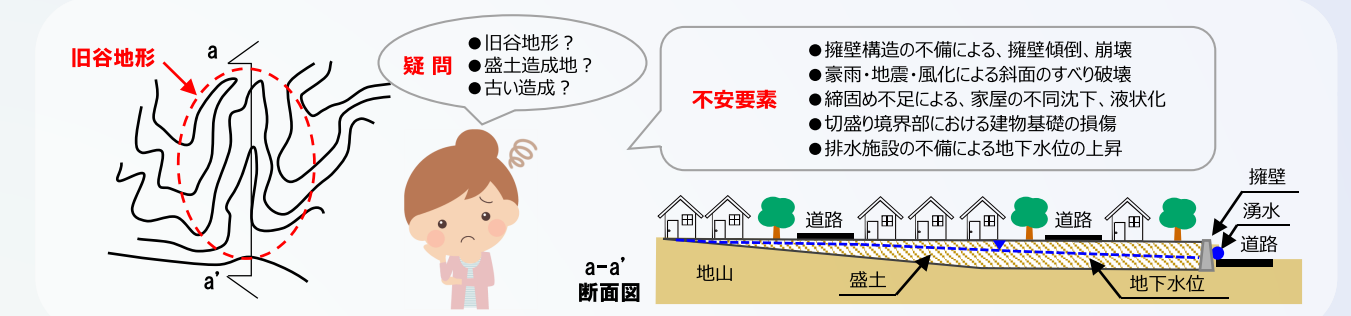 旧谷地形
a
a'
疑 問
●旧谷地形？
●盛土造成地？
●古い造成？
不安要素
●擁壁構造の不備による、擁壁傾倒、崩壊
●豪雨・地震・風化による斜面のすべり破壊
●締固め不足による、家屋の不同沈下、液状化
●切盛り境界部における建物基礎の損傷
●排水施設の不備による地下水位の上昇
a-a'
断面図
道路
道路
擁壁
湧水
道路
地山
盛土
地下水位